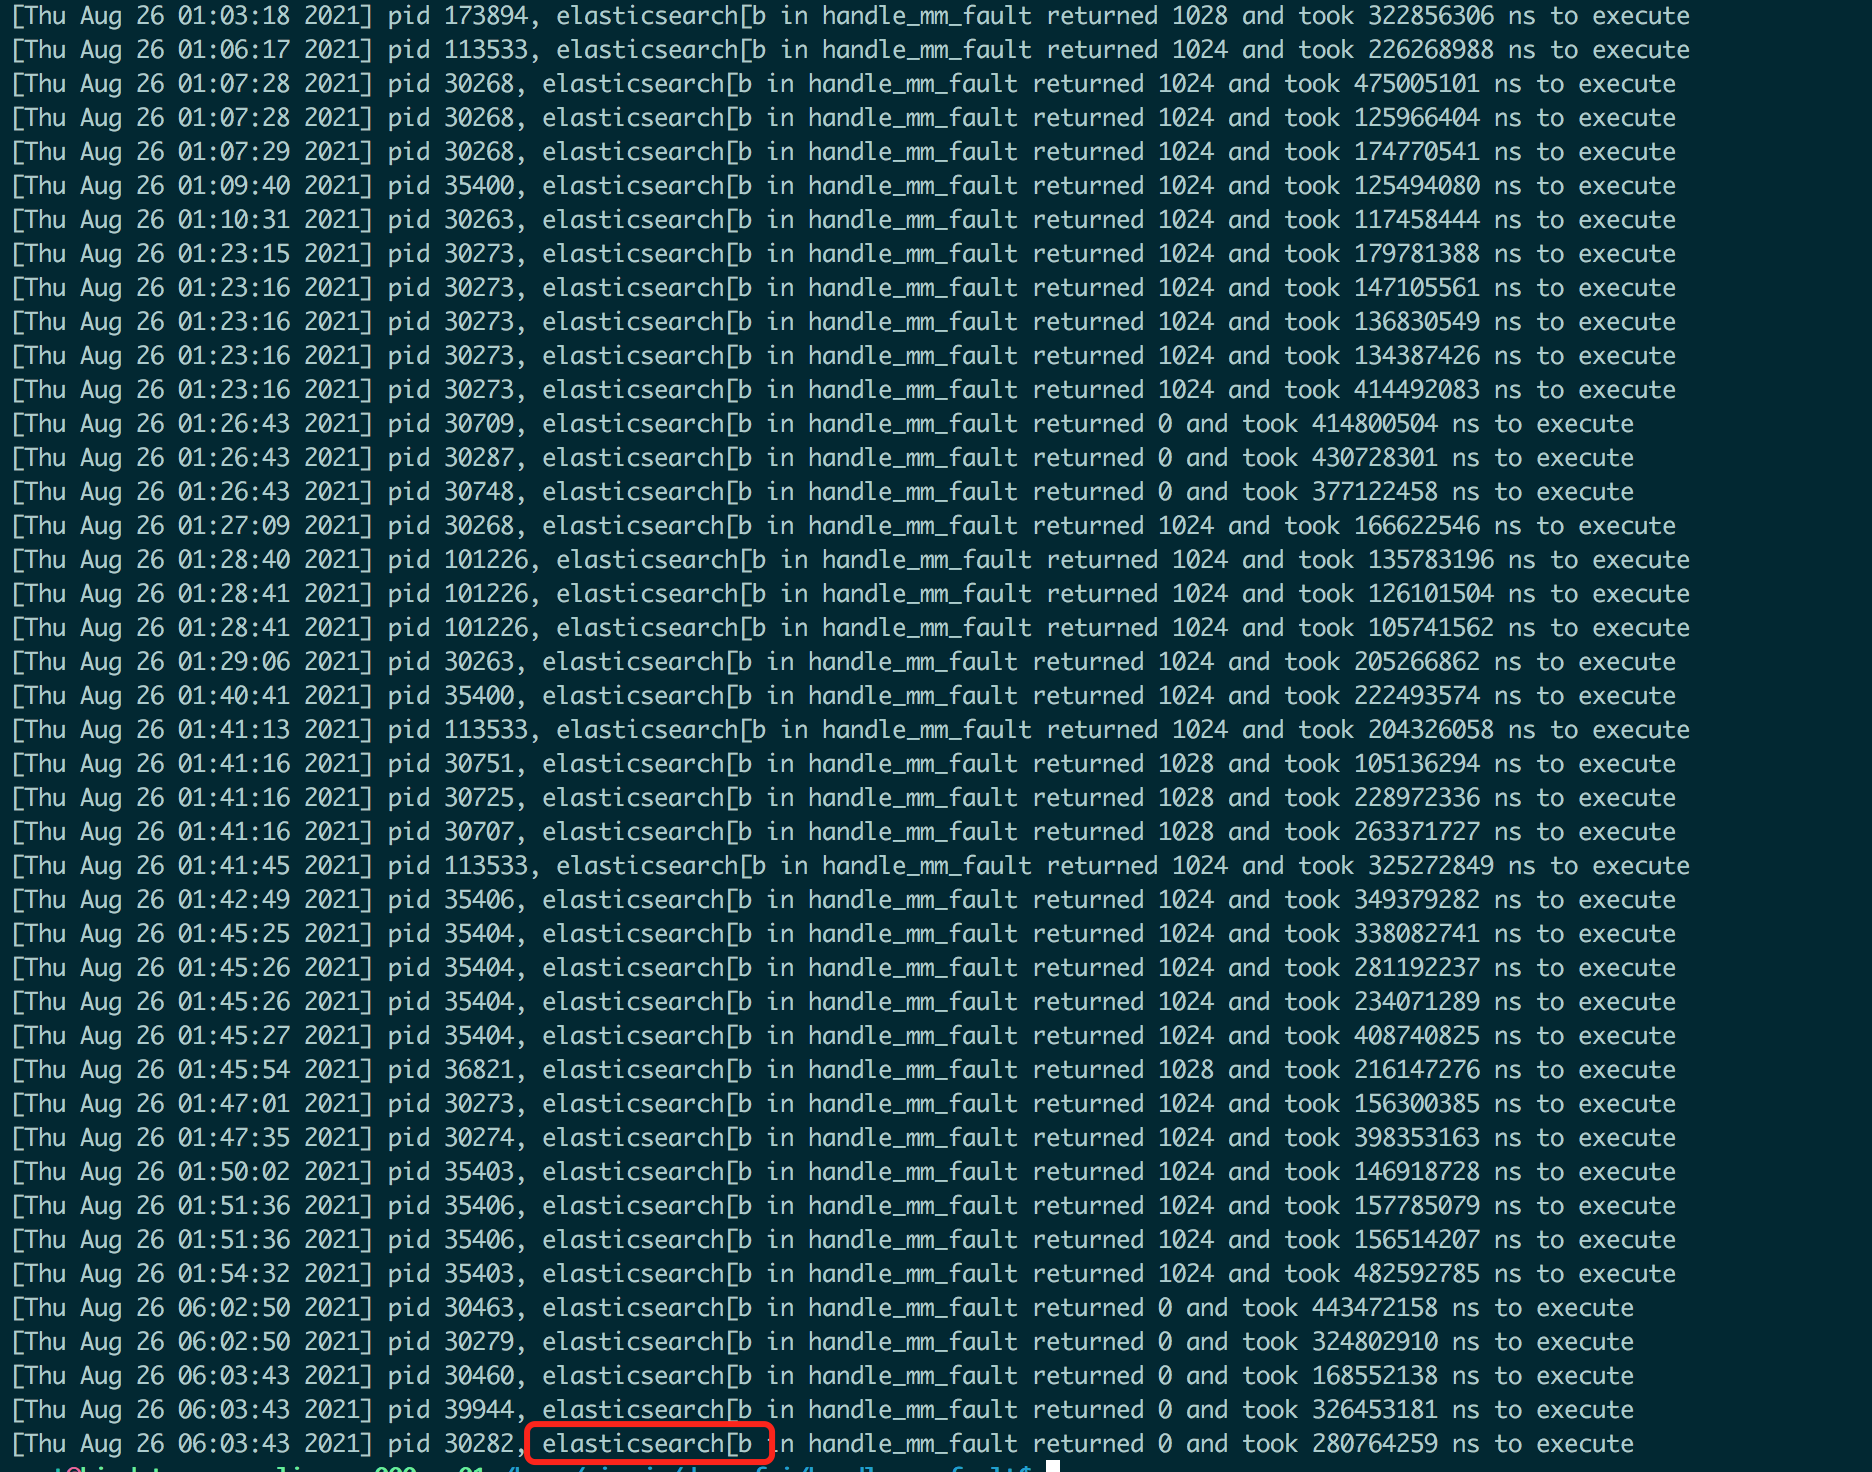 [Thu Aug 26 01:03:18 2021] pid 173894, elasticsearch[b in handle_mm_fault returned 1028 and took 322856306 ns to execute
[Thu Aug 26 01:06:17 2021] pid 113533, elasticsearch[b in handle_mm_fault returned 1024 and took 226268988 ns to execute
[Thu Aug 26 01:07:28 2021] pid 30268, elasticsearch[b in handle_mm_fault returned 1024 and took 475005101 ns to execute
[Thu Aug 26 01:07:28 2021] pid 30268, elasticsearch[b in handle_mm_fault returned 1024 and took 125966404 ns to execute
[Thu Aug 26 01:07:29 2021] pid 30268, elasticsearch[b in handle_mm_fault returned 1024 and took 174770541 ns to execute
[Thu Aug 26 01:09:40 2021] pid 35400, elasticsearch[b in handle_mm_fault returned 1024 and took 125494080 ns to execute
[Thu Aug 26 01:10:31 2021] pid 30263, elasticsearch[b in handle_mm_fault returned 1024 and took 117458444 ns to execute
[Thu Aug 26 01:23:15 2021] pid 30273, elasticsearch[b in handle_mm_fault returned 1024 and took 179781388 ns to execute
[Thu Aug 26 01:23:16 2021] pid 30273, elasticsearch[b in handle_mm_fault returned 1024 and took 147105561 ns to execute
[Thu Aug 26 01:23:16 2021] pid 30273, elasticsearch[b in handle_mm_fault returned 1024 and took 136830549 ns to execute
[Thu Aug 26 01:23:16 2021] pid 30273, elasticsearch[b in handle_mm_fault returned 1024 and took 134387426 ns to execute
[Thu Aug 26 01:23:16 2021] pid 30273, elasticsearch[b in handle_mm_fault returned 1024 and took 414492083 ns to execute
[Thu Aug 26 01:26:43 2021] pid 30709, elasticsearch[b in handle_mm_fault returned 0 and took 414800504 ns to execute
[Thu Aug 26 01:26:43 2021] pid 30287, elasticsearch[b in handle_mm_fault returned 0 and took 430728301 ns to execute
[Thu Aug 26 01:26:43 2021] pid 30748, elasticsearch[b in handle_mm_fault returned 0 and took 377122458 ns to execute
[Thu Aug 26 01:27:09 2021] pid 30268, elasticsearch[b in handle_mm_fault returned 1024 and took 166622546 ns to execute
[Thu Aug 26 01:28:40 2021] pid 101226, elasticsearch[b in handle_mm_fault returned 1024 and took 135783196 ns to execute
[Thu Aug 26 01:28:41 2021] pid 101226, elasticsearch[b in handle_mm_fault returned 1024 and took 126101504 ns to execute
[Thu Aug 26 01:28:41 2021] pid 101226, elasticsearch[b in handle_mm_fault returned 1024 and took 105741562 ns to execute
[Thu Aug 26 01:29:06 2021] pid 30263, elasticsearch[b in handle_mm_fault returned 1024 and took 205266862 ns to execute
[Thu Aug 26 01:40:41 2021] pid 35400, elasticsearch[b in handle_mm_fault returned 1024 and took 222493574 ns to execute
[Thu Aug 26 01:41:13 2021] pid 113533, elasticsearch[b in handle_mm_fault returned 1024 and took 204326058 ns to execute
[Thu Aug 26 01:41:16 2021] pid 30751, elasticsearch[b in handle_mm_fault returned 1028 and took 105136294 ns to execute
[Thu Aug 26 01:41:16 2021] pid 30725, elasticsearch[b in handle_mm_fault returned 1028 and took 228972336 ns to execute
[Thu Aug 26 01:41:16 2021] pid 30707, elasticsearch[b in handle_mm_fault returned 1028 and took 263371727 ns to execute
[Thu Aug 26 01:41:45 2021] pid 113533, elasticsearch[b in handle_mm_fault returned 1024 and took 325272849 ns to execute
[Thu Aug 26 01:42:49 2021] pid 35406, elasticsearch[b in handle_mm_fault returned 1024 and took 349379282 ns to execute
[Thu Aug 26 01:45:25 2021] pid 35404, elasticsearch[b in handle_mm_fault returned 1024 and took 338082741 ns to execute
[Thu Aug 26 01:45:26 2021] pid 35404, elasticsearch[b in handle_mm_fault returned 1024 and took 281192237 ns to execute
[Thu Aug 26 01:45:26 2021] pid 35404, elasticsearch[b in handle_mm_fault returned 1024 and took 234071289 ns to execute
[Thu Aug 26 01:45:27 2021] pid 35404, elasticsearch[b in handle_mm_fault returned 1024 and took 408740825 ns to execute
[Thu Aug 26 01:45:54 2021] pid 36821, elasticsearch[b in handle_mm_fault returned 1028 and took 216147276 ns to execute
[Thu Aug 26 01:47:01 2021] pid 30273, elasticsearch[b in handle_mm_fault returned 1024 and took 156300385 ns to execute
[Thu Aug 26 01:47:35 2021] pid 30274, elasticsearch[b in handle_mm_fault returned 1024 and took 398353163 ns to execute
[Thu Aug 26 01:50:02 2021] pid 35403, elasticsearch[b in handle_mm_fault returned 1024 and took 146918728 ns to execute
[Thu Aug 26 01:51:36 2021] pid 35406, elasticsearch[b in handle_mm_fault returned 1024 and took 157785079 ns to execute
[Thu Aug 26 01:51:36 2021] pid 35406, elasticsearch[b in handle_mm_fault returned 1024 and took 156514207 ns to execute
[Thu Aug 26 01:54:32 2021] pid 35403, elasticsearch[b in handle_mm_fault returned 1024 and took 482592785 ns to execute
[Thu Aug 26 06:02:50 2021] pid 30463, elasticsearch[b in handle_mm_fault returned 0 and took 443472158 ns to execute
[Thu Aug 26 06:02:50 2021] pid 30279, elasticsearch[b in handle_mm_fault returned 0 and took 324802910 ns to execute
[Thu Aug 26 06:03:43 2021] pid 30460, elasticsearch[b in handle_mm_fault returned 0 and took 168552138 ns to execute
[Thu Aug 26 06:03:43 2021] pid 39944, elasticsearch[b in handle_mm_fault returned 0 and took 326453181 ns to execute
[Thu Aug 26 06:03:43 2021] pid 30282, elasticsearch[b in handle_mm_fault returned 0 and took 280764259 ns to execute